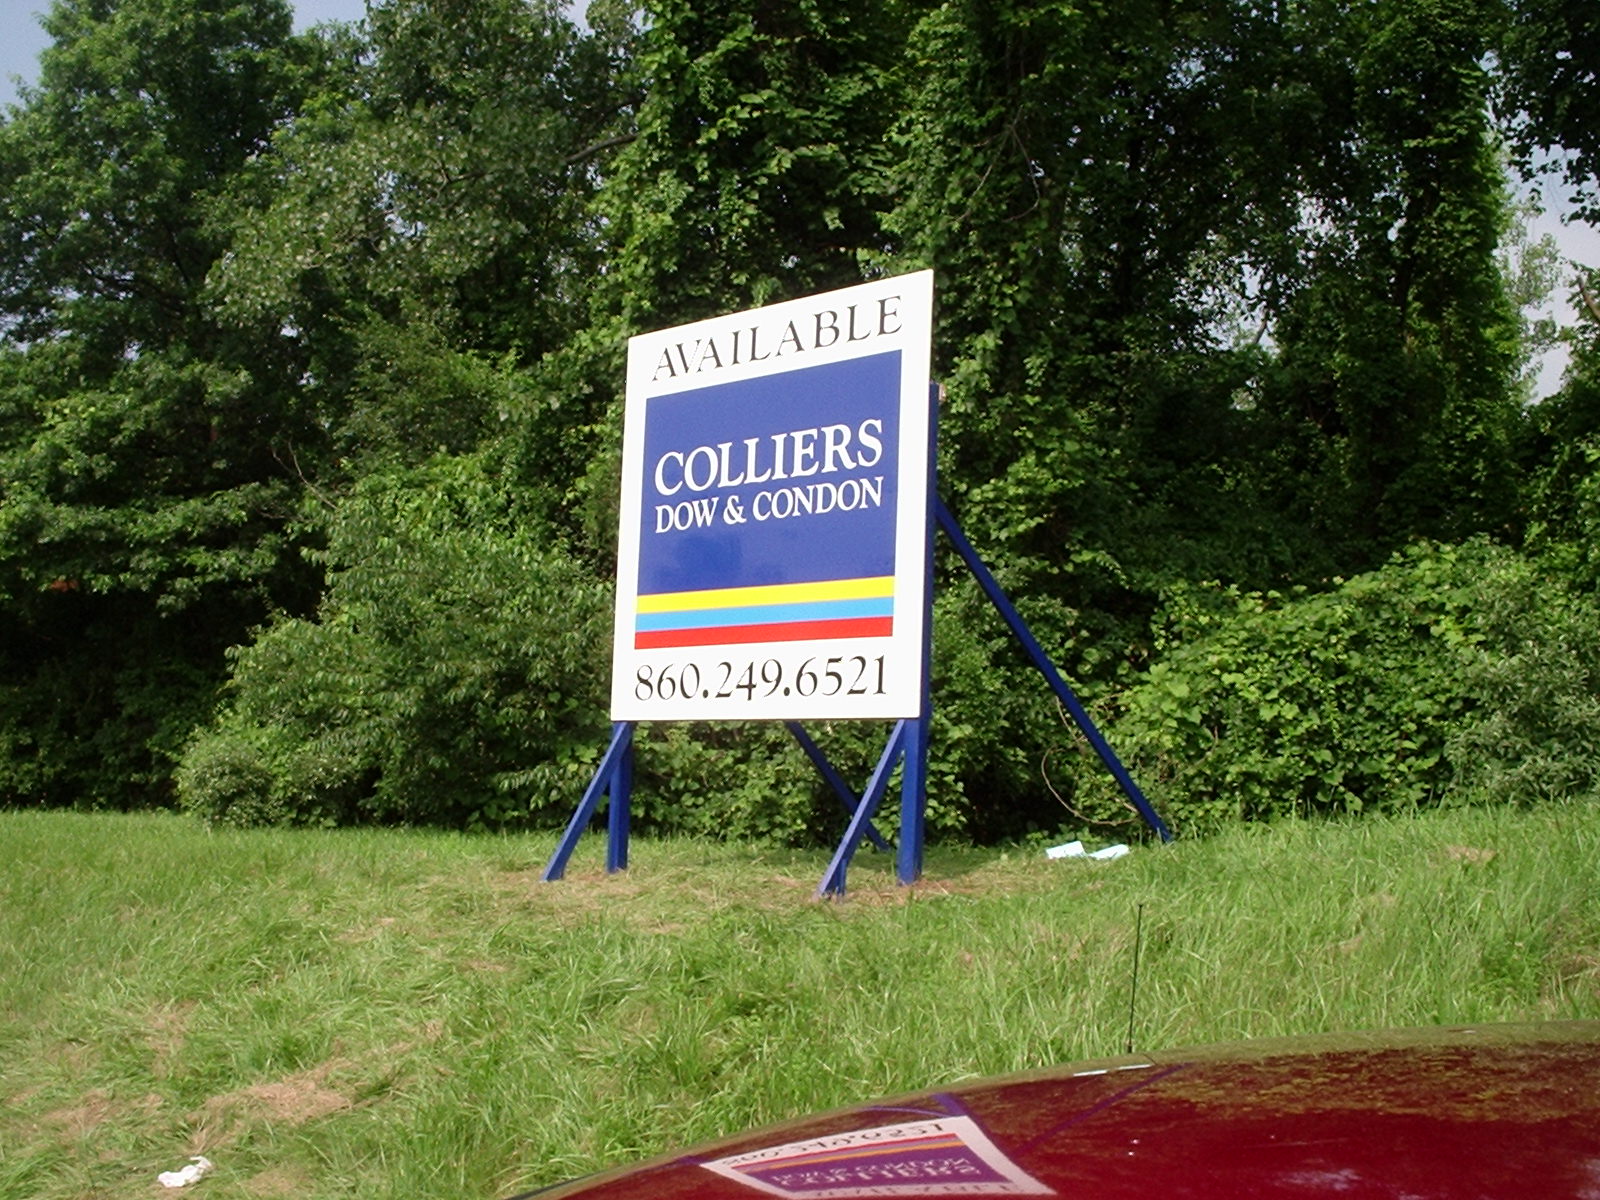 AVAILABLE
COLLIERS
DOW & CONDON
860.249.6521